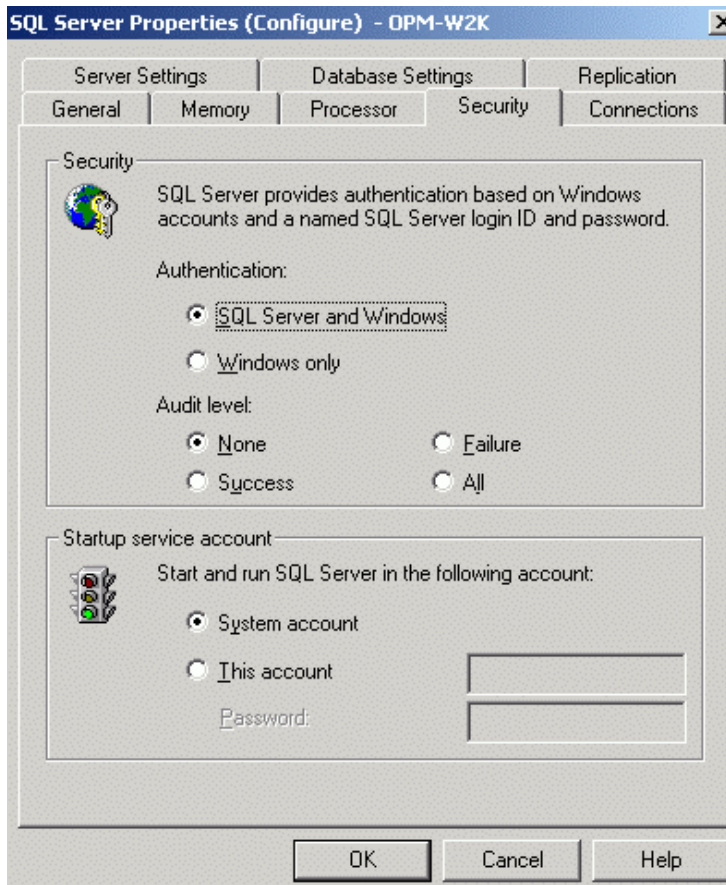 SQL Server Properties (Configure) - OPM-W2K
Server Settings Database Settings Replication
General Memory Processor Security Connections
Security
SQL Server provides authentication based on Windows
accounts and a named SQL Server login ID and password.
Authentication:
SQL Server and Windows
Windows only
Audit level:
None Failure
Success All
Startup service account
Start and run SQL Server in the following account:
System account
This account
Password:
OK Cancel Help